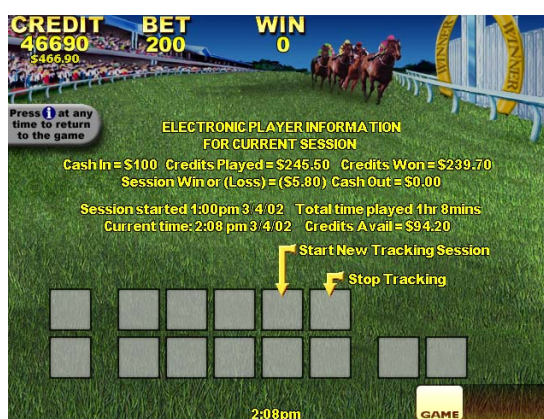 CREDIT BET WIN
46690 200 0
$466.90
WINNER WINNER
Press i at any
time to return
to the game
ELECTRONIC PLAYER INFORMATION
FOR CURRENT SESSION
Cash In = $100 Credits Played = $245.50 Credits Won = $239.70
Session Win or (Loss) = ($5.80) Cash Out = $0.00
Session started 1:00pm 3/4/02 Total time played 1hr 8mins
Current time: 2:08 pm 3/4/02 Credits Avail = $94.20
Start New Tracking Session
Stop Tracking
2:08pm
GAME